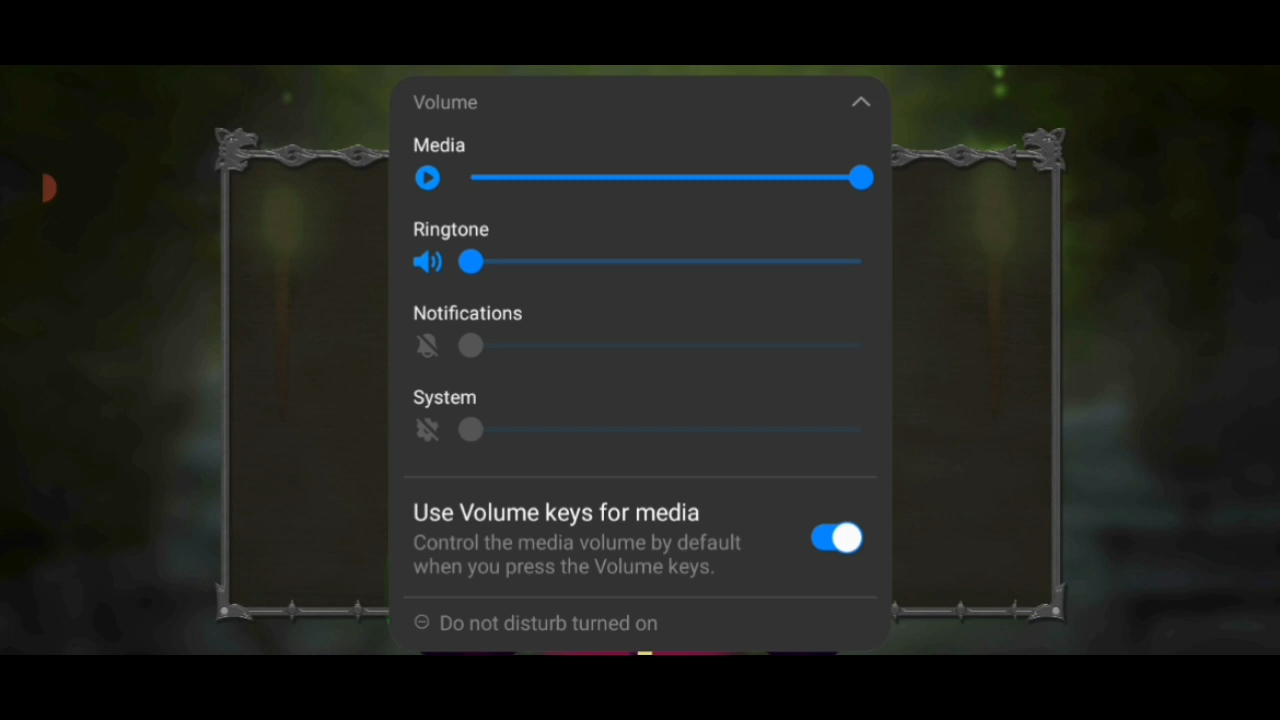 Volume
Media
Ringtone
Notifications
System
Use Volume keys for media
Control the media volume by default
when you press the Volume keys.
Do not disturb turned on